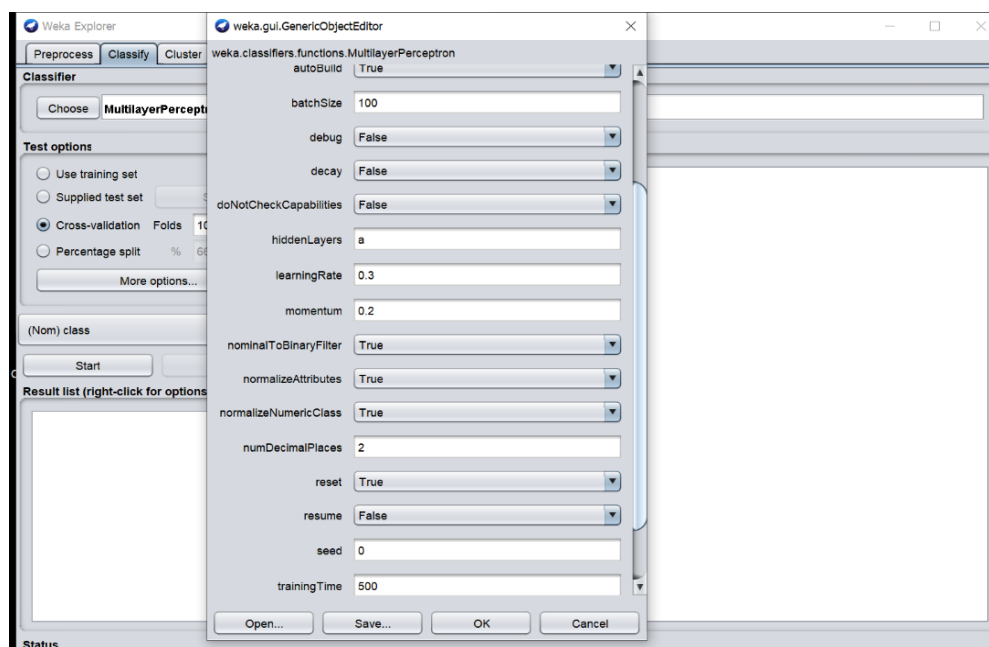 Weka Explorer
weka.gui.GenericObjectEditor
Preprocess Classify Cluster
weka.classifiers.functions.MultilayerPerceptron
Classifier
autoBuild True
Choose MultilayerPercept
batchSize 100
debug False
Test options
decay False
Use training set
Supplied test set S
doNotCheckCapabilities False
Cross-validation Folds 10
hiddenLayers a
Percentage split % 66
learningRate 0.3
More options...
momentum 0.2
(Nom) class
nominalToBinaryFilter True
Start
normalizeAttributes True
Result list (right-click for options
normalizeNumericClass True
numDecimalPlaces 2
reset True
resume False
seed 0
trainingTime 500
Open... Save... OK Cancel
Status